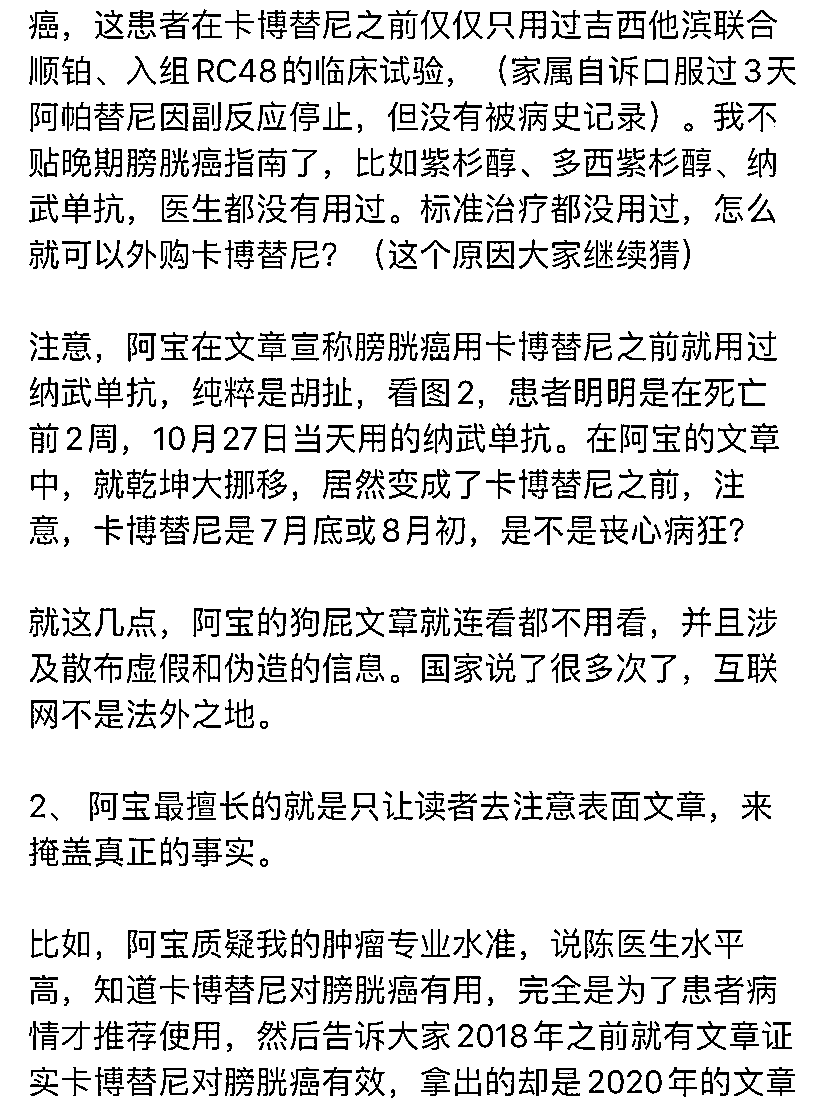 癌，这患者在卡博替尼之前仅仅只用过吉西他滨联合
顺铂、入组RC48的临床试验，（家属自诉口服过3天
阿帕替尼因副反应停止，但没有被病史记录）。我不
贴晚期膀胱癌指南了，比如紫杉醇、多西紫杉醇、纳
武单抗，医生都没有用过。标准治疗都没用过，怎么
就可以外购卡博替尼？（这个原因大家继续猜）
注意，阿宝在文章宣称膀胱癌用卡博替尼之前就用过
纳武单抗，纯粹是胡扯，看图2，患者明明是在死亡
前2周，10月27日当天用的纳武单抗。在阿宝的文章
中，就乾坤大挪移，居然变成了卡博替尼之前，注
意，卡博替尼是7月底或8月初，是不是丧心病狂？
就这几点，阿宝的狗屁文章就连看都不用看，并且涉
及散布虚假和伪造的信息。国家说了很多次了，互联
网不是法外之地。
2、 阿宝最擅长的就是只让读者去注意表面文章，来
掩盖真正的事实。
比如，阿宝质疑我的肿瘤专业水准，说陈医生水平
高，知道卡博替尼对膀胱癌有用，完全是为了患者病
情才推荐使用，然后告诉大家2018年之前就有文章证
实卡博替尼对膀胱癌有效，拿出的却是2020年的文章